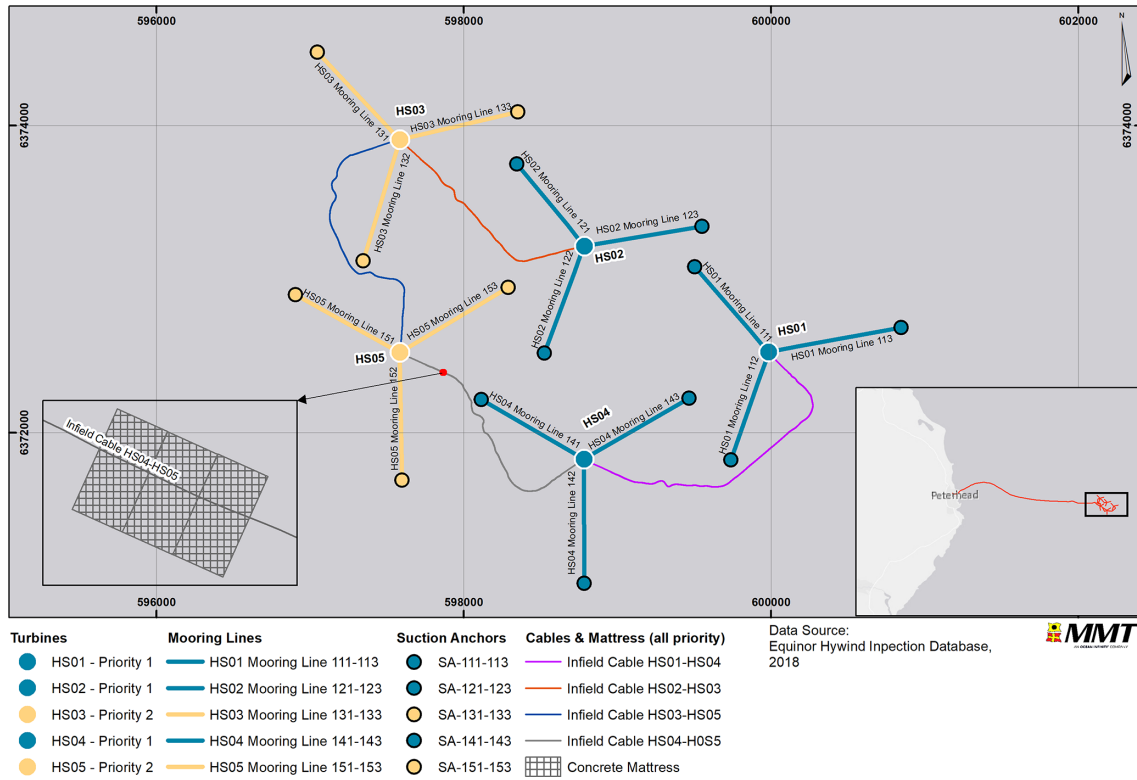 596000
598000
600000
602000
6374000
6374000
HS03 Mooring Line 131
HS03
HS03 Mooring Line 133
HS03 Mooring Line 132
HS02 Mooring Line 121
HS02 Mooring Line 123
HS02
HS02 Mooring Line 122
HS01 Mooring Line 111
HS01
HS01 Mooring Line 113
HS01 Mooring Line 112
HS05 Mooring Line 151
HS05 Mooring Line 153
HS05
HS05 Mooring Line 152
HS04 Mooring Line 141
HS04
HS04 Mooring Line 143
HS04 Mooring Line 142
6372000
6372000
Infield Cable HS04-HS05
Peterhead
596000
598000
600000
Turbines
HS01 - Priority 1
HS02 - Priority 1
HS03 - Priority 2
HS04 - Priority 1
HS05 - Priority 2
Mooring Lines
HS01 Mooring Line 111-113
HS02 Mooring Line 121-123
HS03 Mooring Line 131-133
HS04 Mooring Line 141-143
HS05 Mooring Line 151-153
Suction Anchors
SA-111-113
SA-121-123
SA-131-133
SA-141-143
SA-151-153
Cables & Mattress (all priority)
Infield Cable HS01-HS04
Infield Cable HS02-HS03
Infield Cable HS03-HS05
Infield Cable HS04-H0S5
Concrete Mattress
Data Source:
Equinor Hywind Inpection Database,
2018
MMT
AN OCEAN INFINITY COMPANY